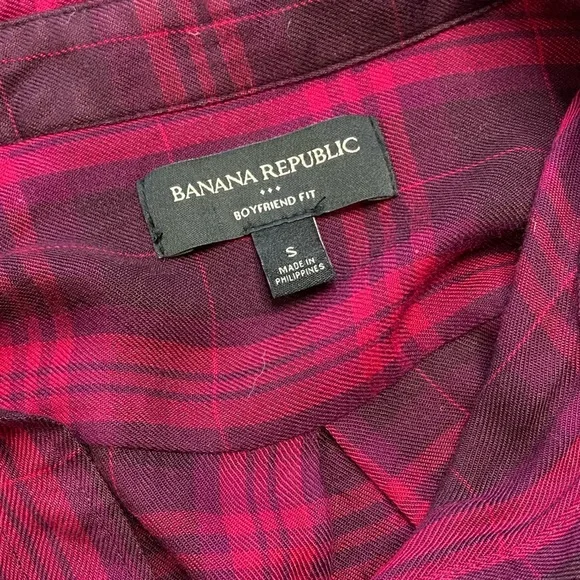 BANANA REPUBLIC
BOYFRIEND FIT
S
MADE IN
PHILIPPINES